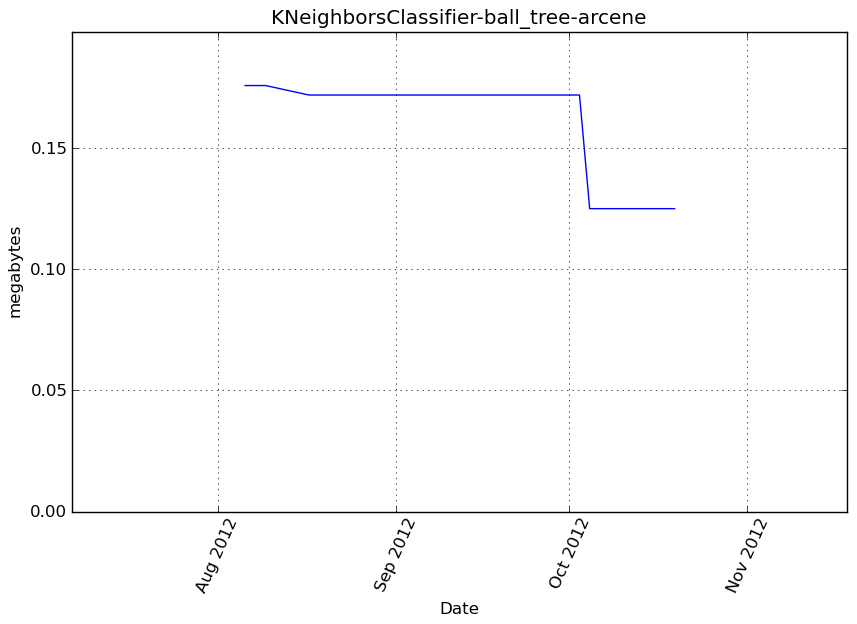 KNeighborsClassifier-ball_tree-arcene
megabytes
0.15
0.10
0.05
0.00
Aug 2012
Sep 2012
Oct 2012
Nov 2012
Date